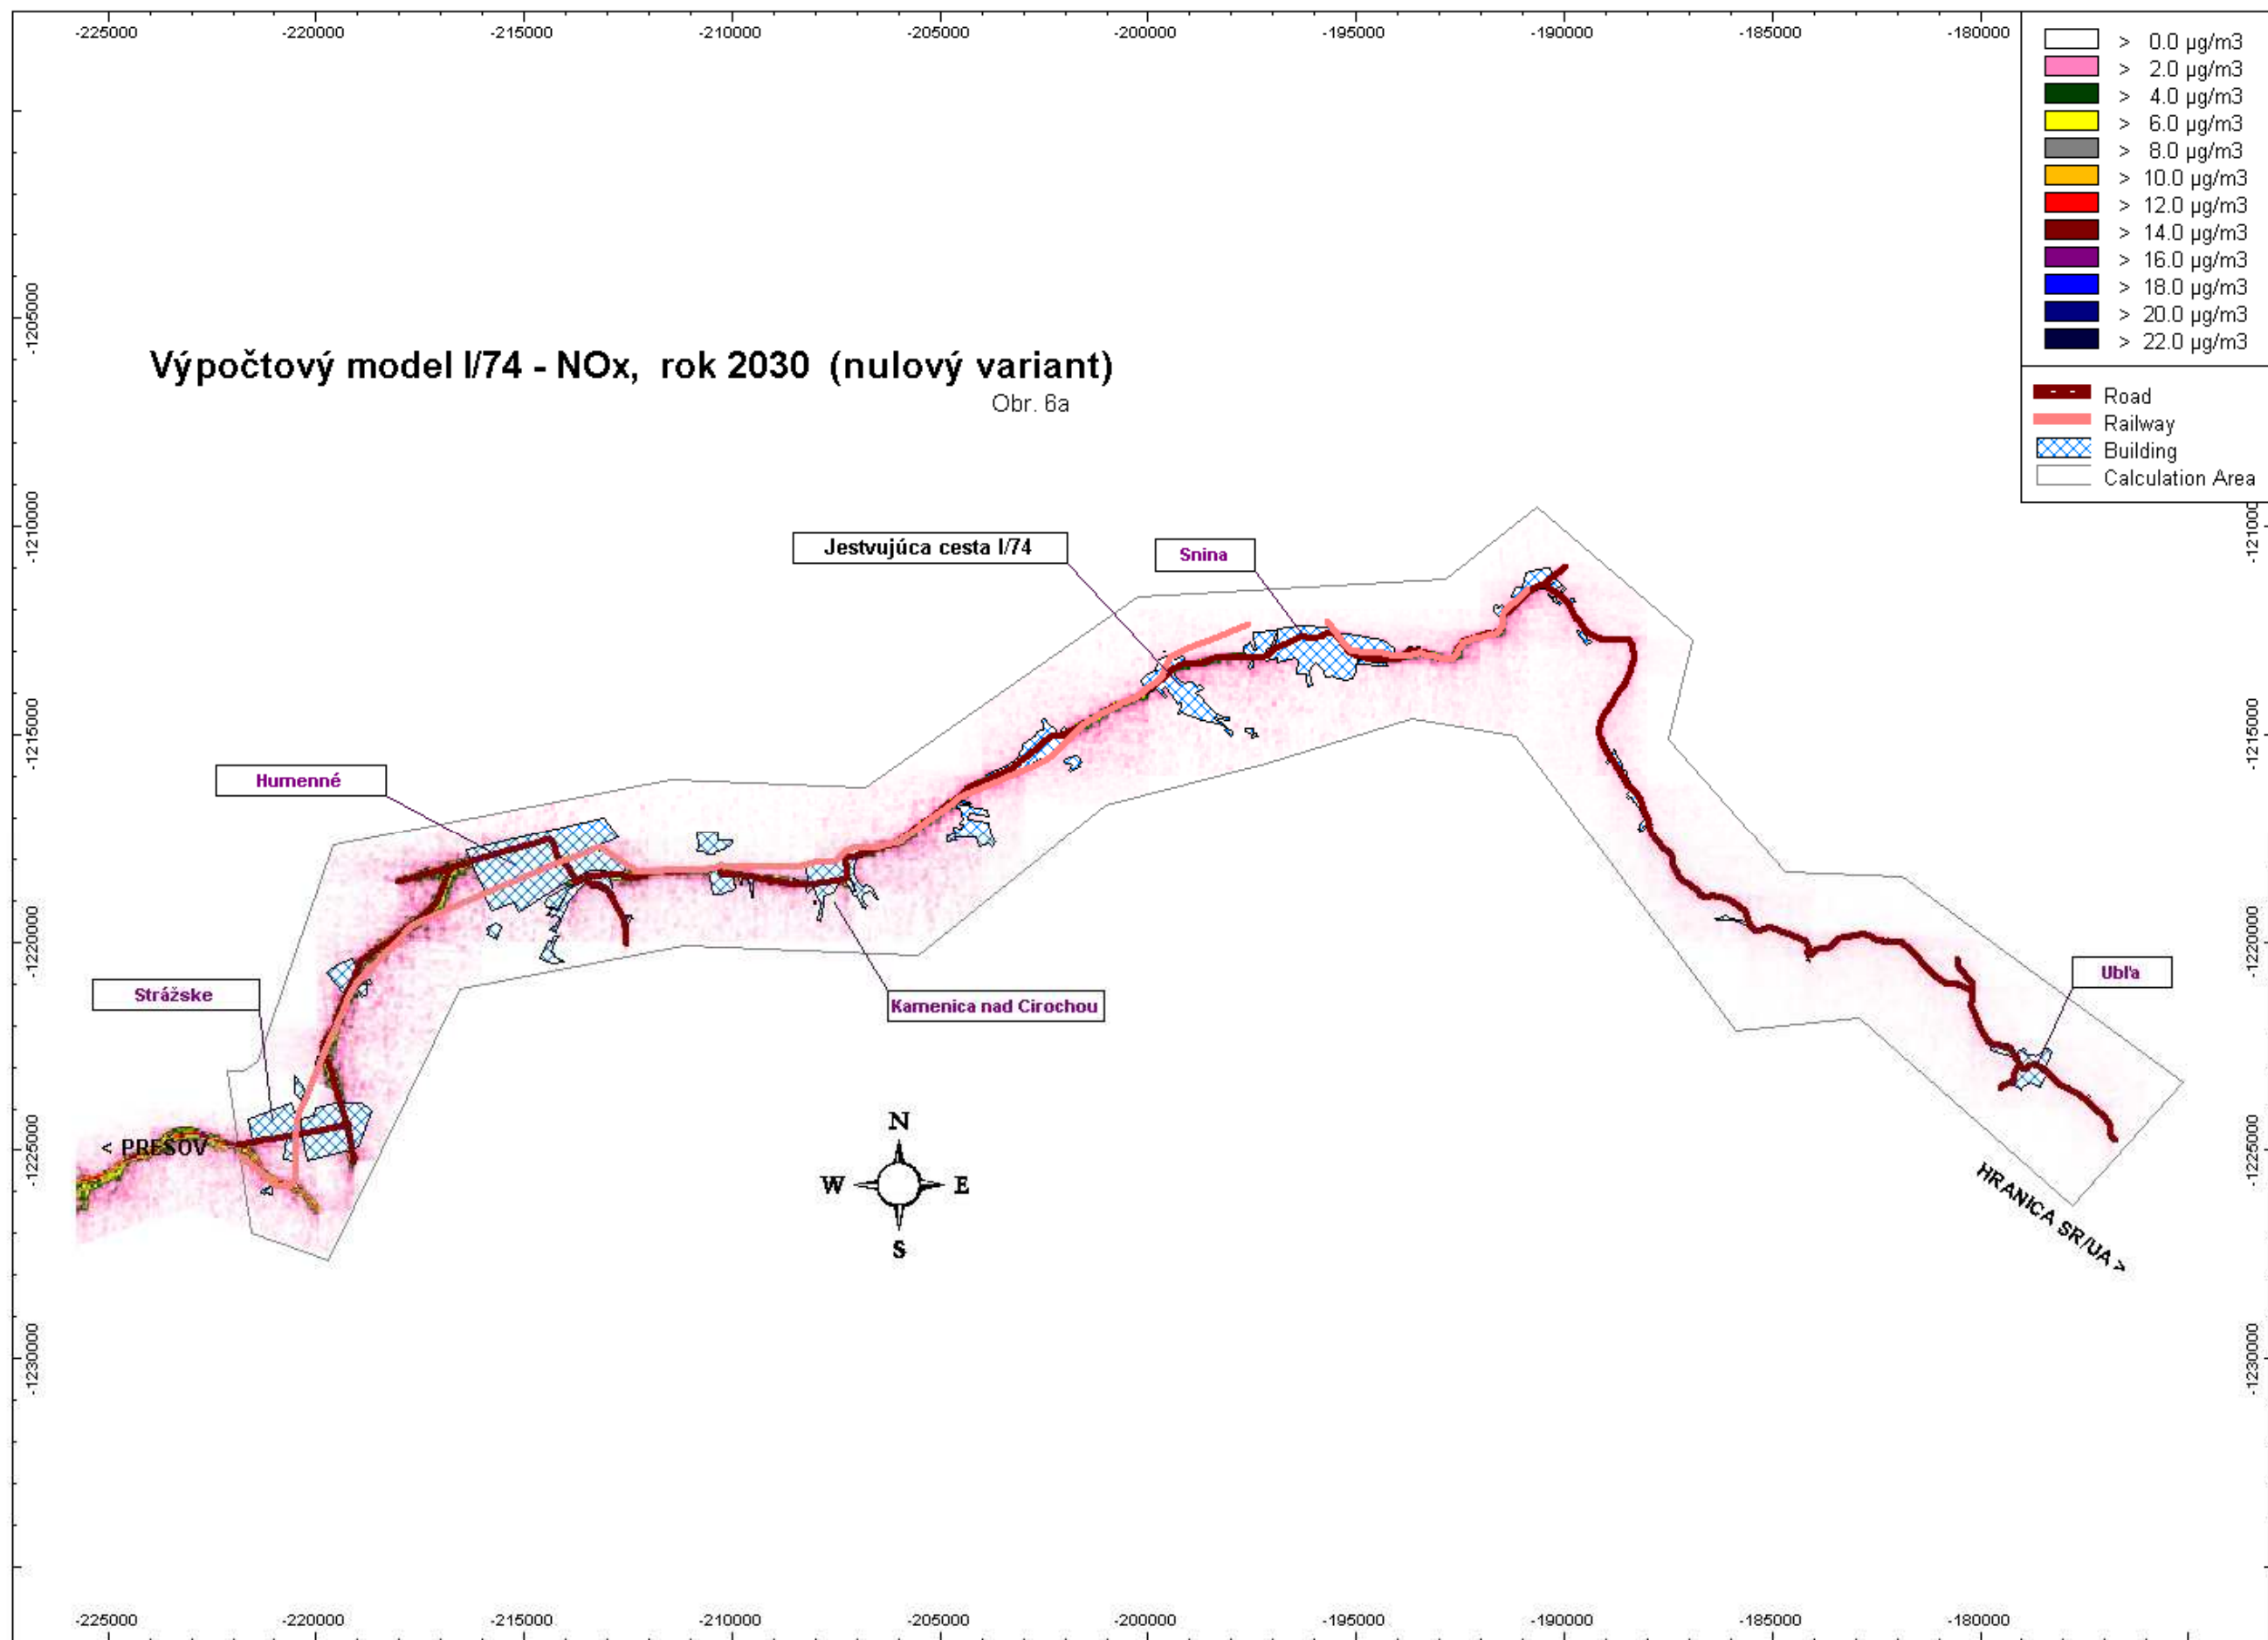 -225000 -220000 -215000 -210000 -205000 -200000 -195000 -190000 -185000 -180000
> 0.0 µg/m3
> 2.0 µg/m3
> 4.0 µg/m3
> 6.0 µg/m3
> 8.0 µg/m3
> 10.0 µg/m3
> 12.0 µg/m3
> 14.0 µg/m3
> 16.0 µg/m3
> 18.0 µg/m3
> 20.0 µg/m3
> 22.0 µg/m3
Road
Railway
Building
Calculation Area
Výpočtový model I/74 - NOx, rok 2030 (nulový variant)
Obr. 6a
Jestvujúca cesta I/74
Snina
Humenné
Strážske
Kamenica nad Cirochou
Ubľa
< PREŠOV
HRANICA SR/UA >
N
W E
S
-1205000
-1210000
-1215000
-1220000
-1225000
-1230000
-121000
-1215000
-1220000
-1225000
-1230000
-225000 -220000 -215000 -210000 -205000 -200000 -195000 -190000 -185000 -180000